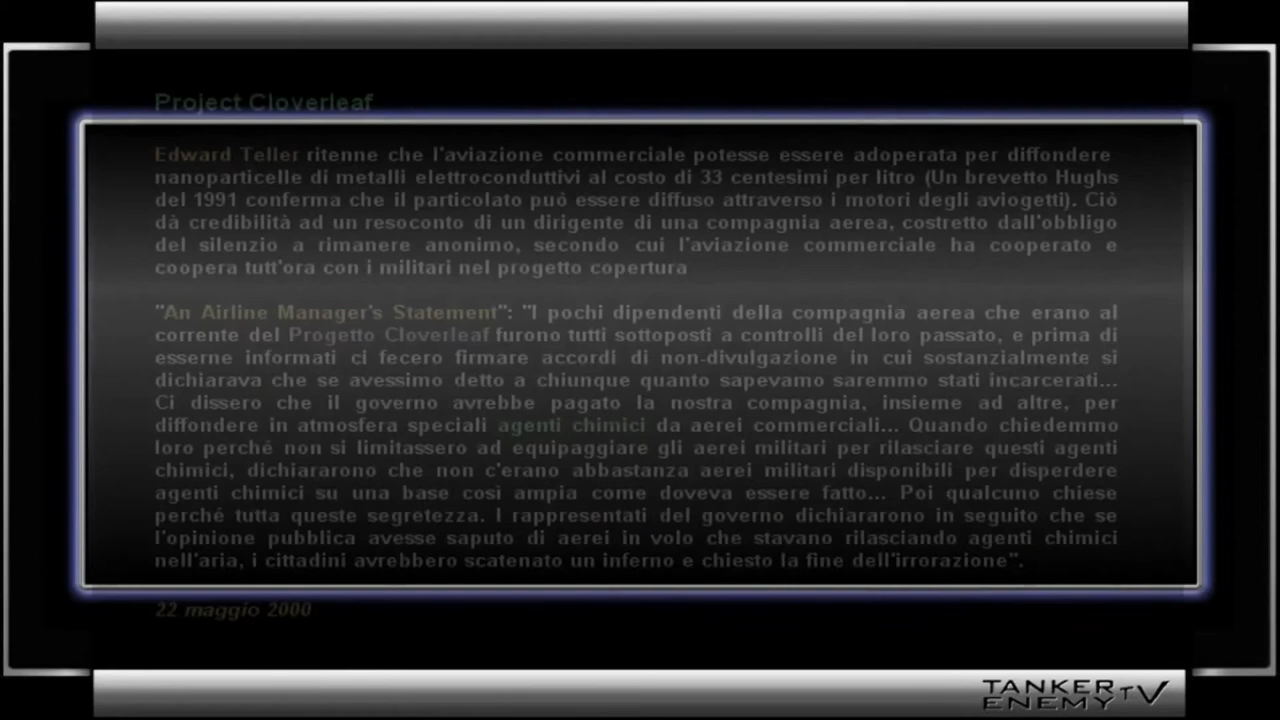 Project Cloverleaf
Edward Teller ritenne che l'aviazione commerciale potesse essere adoperata per diffondere
nanoparticelle di metalli elettroconduttivi al costo di 33 centesimi per litro (Un brevetto Hughs
del 1991 conferma che il particolato può essere diffuso attraverso i motori degli aviogetti). Ciò
dà credibilità ad un resoconto di un dirigente di una compagnia aerea, costretto dall'obbligo
del silenzio a rimanere anonimo, secondo cui l'aviazione commerciale ha cooperato e
coopera tutt'ora con i militari nel progetto copertura
"An Airline Manager's Statement": "I pochi dipendenti della compagnia aerea che erano al
corrente del Progetto Cloverleaf furono tutti sottoposti a controlli del loro passato, e prima di
esserne informati ci fecero firmare accordi di non-divulgazione in cui sostanzialmente si
dichiarava che se avessimo detto a chiunque quanto sapevamo saremmo stati incarcerati...
Ci dissero che il governo avrebbe pagato la nostra compagnia, insieme ad altre, per
diffondere in atmosfera speciali agenti chimici da aerei commerciali... Quando chiedemmo
loro perché non si limitassero ad equipaggiare gli aerei militari per rilasciare questi agenti
chimici, dichiararono che non c'erano abbastanza aerei militari disponibili per disperdere
agenti chimici su una base così ampia come doveva essere fatto... Poi qualcuno chiese
perché tutta queste segretezza. I rappresentati del governo dichiararono in seguito che se
l'opinione pubblica avesse saputo di aerei in volo che stavano rilasciando agenti chimici
nell'aria, i cittadini avrebbero scatenato un inferno e chiesto la fine dell'irrorazione".
22 maggio 2000
TANKER ENEMY TV